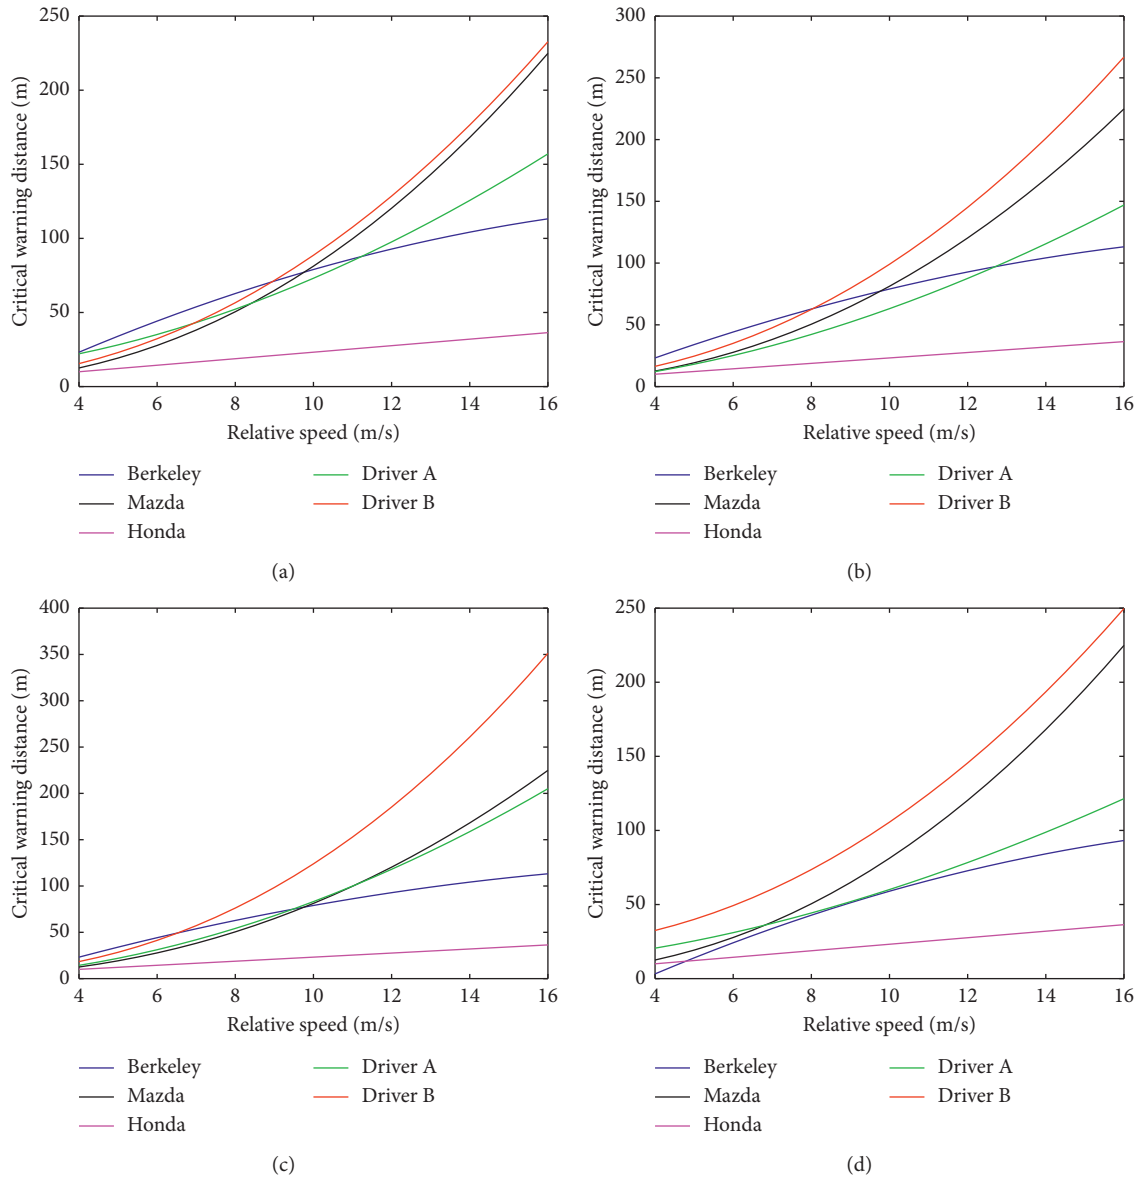 250
200
150
100
50
0
Critical warning distance (m)
4 6 8 10 12 14 16
Relative speed (m/s)
Berkeley
Mazda
Honda
Driver A
Driver B
(a)
300
250
200
150
100
50
0
Critical warning distance (m)
4 6 8 10 12 14 16
Relative speed (m/s)
Berkeley
Mazda
Honda
Driver A
Driver B
(b)
400
350
300
250
200
150
100
50
0
Critical warning distance (m)
4 6 8 10 12 14 16
Relative speed (m/s)
Berkeley
Mazda
Honda
Driver A
Driver B
(c)
250
200
150
100
50
0
Critical warning distance (m)
4 6 8 10 12 14 16
Relative speed (m/s)
Berkeley
Mazda
Honda
Driver A
Driver B
(d)